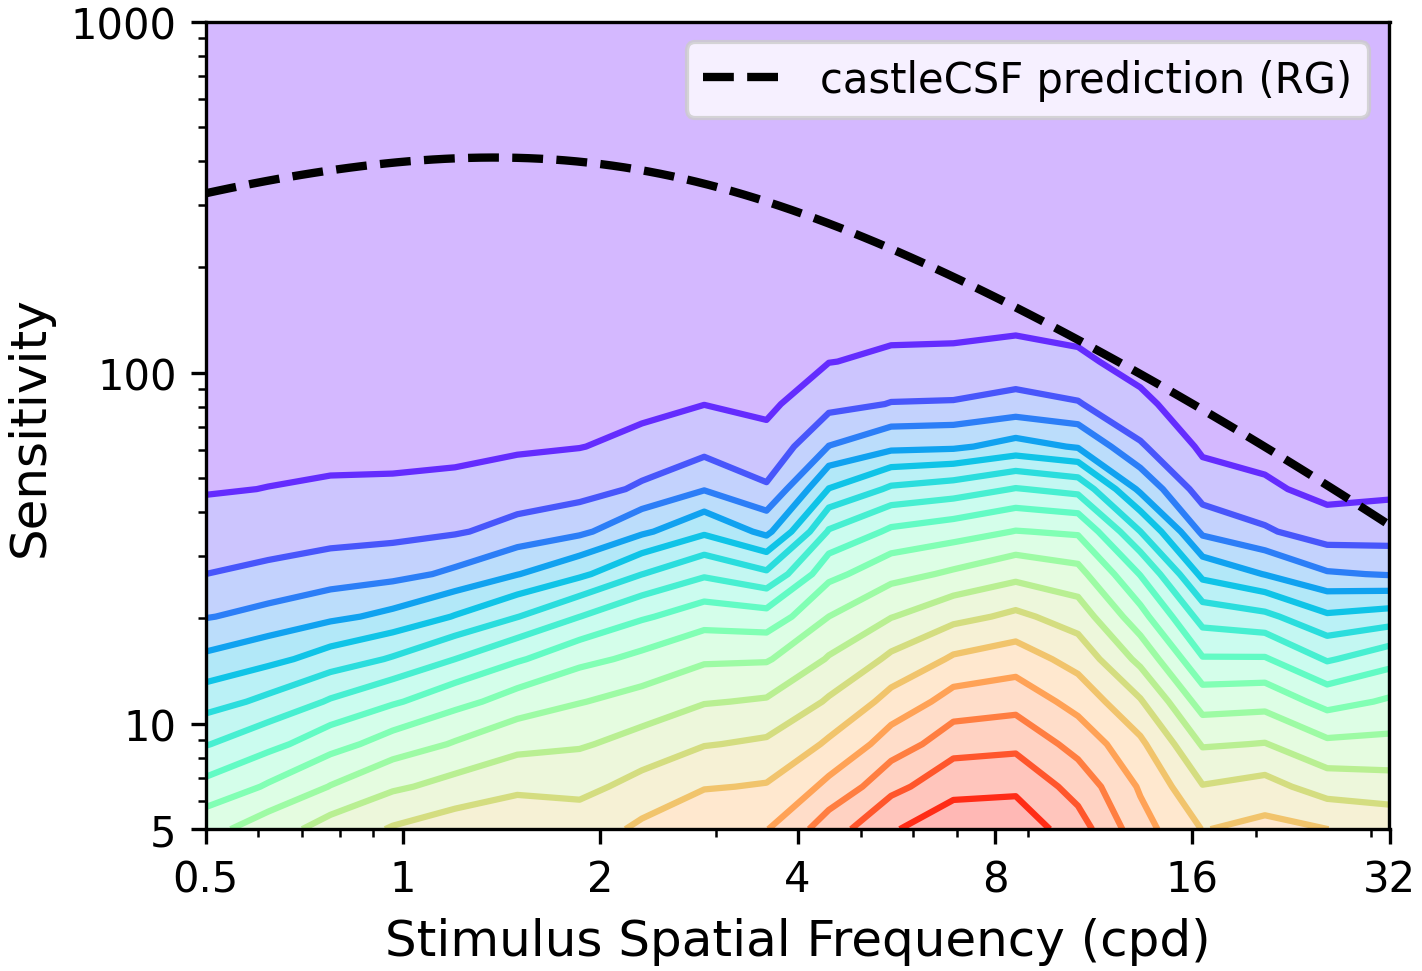 1000
castleCSF prediction (RG)
Sensitivity
100
10
5
0.5 1 2 4 8 16 32
Stimulus Spatial Frequency (cpd)